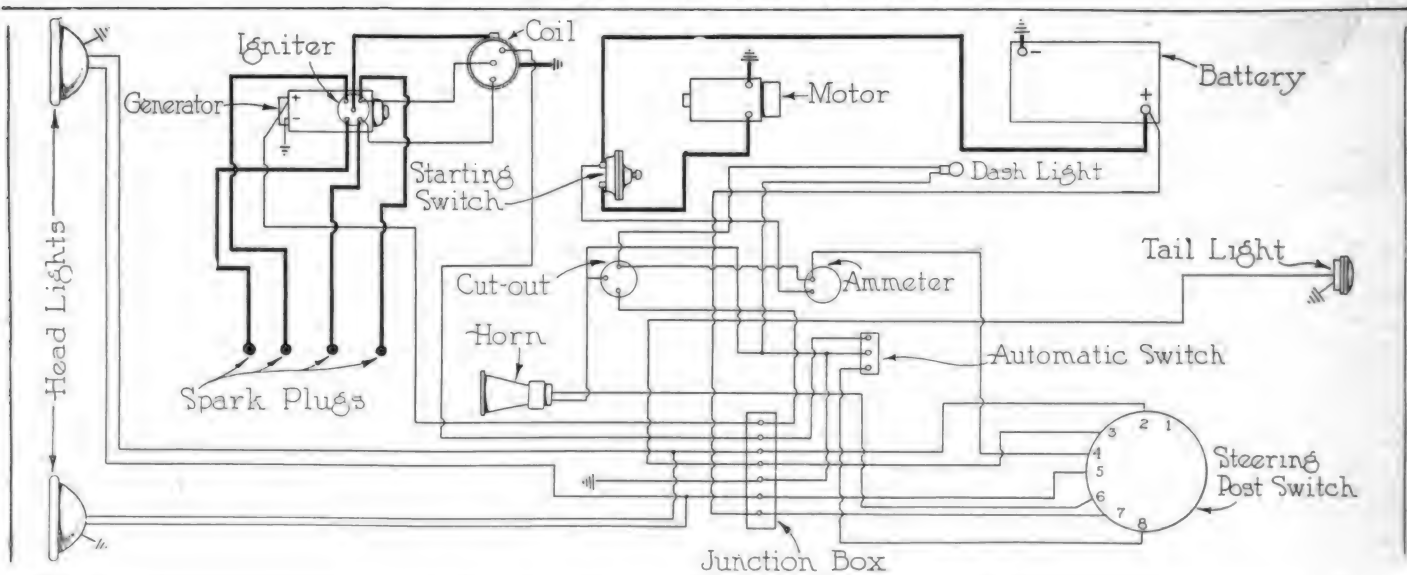 Coil
Igniter
Generator
+
-
Motor
-
Battery
+
Starting
Switch
Dash Light
Tail Light
Cut-out
Ammeter
Head Lights
Horn
Automatic Switch
Spark Plugs
1
2
3
4
5
6
7
8
Steering
Post Switch
Junction Box